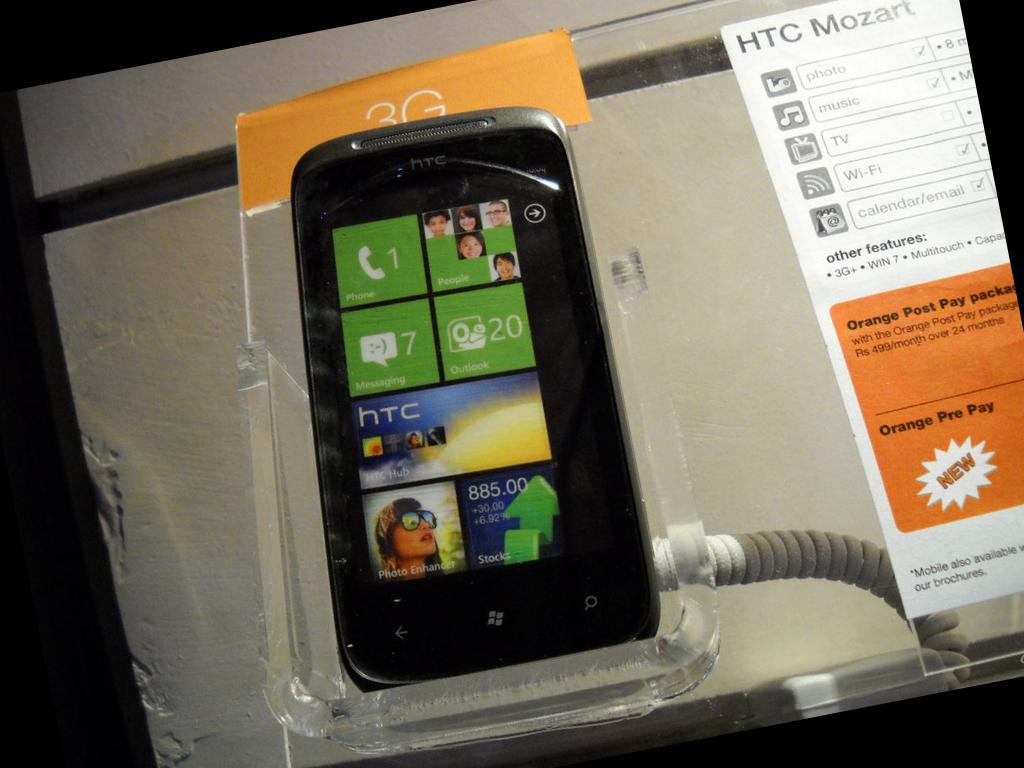 3G
hTC
1
Phone
People
7
Messaging
20
Outlook
hTC
HTC Hub
Photo Enhancer
885.00
+30.00
+6.92%
Stocks
HTC Mozart
photo
• 8
music
TV
Wi-Fi
calendar/email
other features:
• 3G+ • WIN 7 • Multitouch •
Orange Post Pay
with the Orange Post Pay package
Rs 499/month over 24 months
Orange Pre Pay
NEW
*Mobile also available
our brochures.